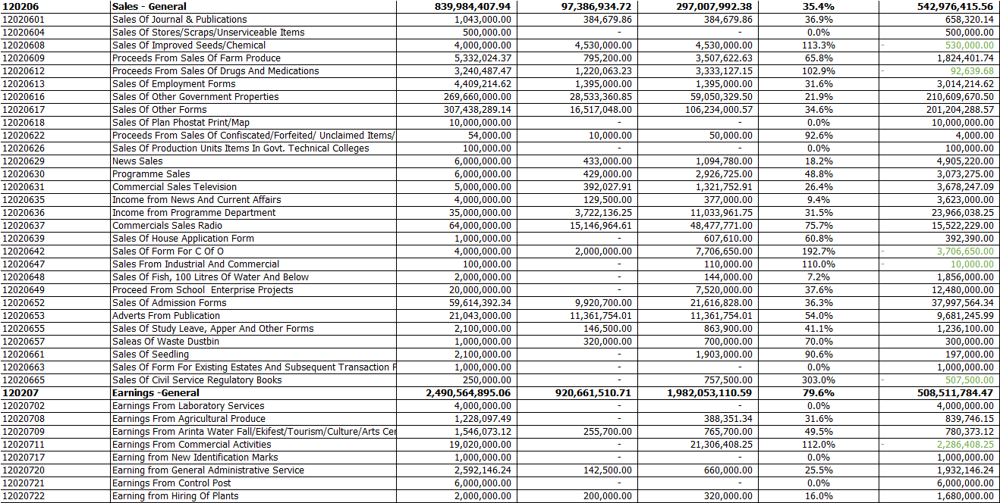 120206 Sales - General 839,984,407.94 97,386,934.72 297,007,992.38 35.4% 542,976,415.56
12020601 Sales Of Journal & Publications 1,043,000.00 384,679.86 384,679.86 36.9% 658,320.14
12020604 Sales Of Stores/Scraps/Unserviceable Items 500,000.00 - - 0.0% 500,000.00
12020608 Sales Of Improved Seeds/Chemical 4,000,000.00 4,530,000.00 4,530,000.00 113.3% - 530,000.00
12020609 Proceeds From Sales Of Farm Produce 5,332,024.37 795,200.00 3,507,622.63 65.8% 1,824,401.74
12020612 Proceeds From Sales Of Drugs And Medications 3,240,487.47 1,220,063.23 3,333,127.15 102.9% - 92,639.68
12020613 Sales Of Employment Forms 4,409,214.62 1,395,000.00 1,395,000.00 31.6% 3,014,214.62
12020616 Sales Of Other Government Properties 269,660,000.00 28,533,360.85 59,050,329.50 21.9% 210,609,670.50
12020617 Sales Of Other Forms 307,438,289.14 16,517,048.00 106,234,000.57 34.6% 201,204,288.57
12020618 Sales Of Plan Phostat Print/Map 10,000,000.00 - - 0.0% 10,000,000.00
12020622 Proceeds From Sales Of Confiscated/Forfeited/ Unclaimed Items/ 54,000.00 10,000.00 50,000.00 92.6% 4,000.00
12020626 Sales Of Production Units Items In Govt. Technical Colleges 100,000.00 - - 0.0% 100,000.00
12020629 News Sales 6,000,000.00 433,000.00 1,094,780.00 18.2% 4,905,220.00
12020630 Programme Sales 6,000,000.00 429,000.00 2,926,725.00 48.8% 3,073,275.00
12020631 Commercial Sales Television 5,000,000.00 392,027.91 1,321,752.91 26.4% 3,678,247.09
12020635 Income from News And Current Affairs 4,000,000.00 129,500.00 377,000.00 9.4% 3,623,000.00
12020636 Income from Programme Department 35,000,000.00 3,722,136.25 11,033,961.75 31.5% 23,966,038.25
12020637 Commercials Sales Radio 64,000,000.00 15,146,964.61 48,477,771.00 75.7% 15,522,229.00
12020639 Sales Of House Application Form 1,000,000.00 - 607,610.00 60.8% 392,390.00
12020642 Sales Of Form For C Of O 4,000,000.00 2,000,000.00 7,706,650.00 192.7% - 3,706,650.00
12020647 Sales From Industrial And Commercial 100,000.00 - 110,000.00 110.0% - 10,000.00
12020648 Sales Of Fish, 100 Litres Of Water And Below 2,000,000.00 - 144,000.00 7.2% 1,856,000.00
12020649 Proceed From School Enterprise Projects 20,000,000.00 - 7,520,000.00 37.6% 12,480,000.00
12020652 Sales Of Admission Forms 59,614,392.34 9,920,700.00 21,616,828.00 36.3% 37,997,564.34
12020653 Adverts From Publication 21,043,000.00 11,361,754.01 11,361,754.01 54.0% 9,681,245.99
12020655 Sales Of Study Leave, Apper And Other Forms 2,100,000.00 146,500.00 863,900.00 41.1% 1,236,100.00
12020657 Saleas Of Waste Dustbin 1,000,000.00 320,000.00 700,000.00 70.0% 300,000.00
12020661 Sales Of Seedling 2,100,000.00 - 1,903,000.00 90.6% 197,000.00
12020663 Sales Of Form For Existing Estates And Subsequent Transaction F 1,000,000.00 - - 0.0% 1,000,000.00
12020665 Sales Of Civil Service Regulatory Books 250,000.00 - 757,500.00 303.0% - 507,500.00
120207 Earnings -General 2,490,564,895.06 920,661,510.71 1,982,053,110.59 79.6% 508,511,784.47
12020702 Earnings From Laboratory Services 4,000,000.00 - - 0.0% 4,000,000.00
12020708 Earnings From Agricultural Produce 1,228,097.49 - 388,351.34 31.6% 839,746.15
12020709 Earnings From Arinta Water Fall/Ekifest/Tourism/Culture/Arts Cer 1,546,073.12 255,700.00 765,700.00 49.5% 780,373.12
12020711 Earnings From Commercial Activities 19,020,000.00 - 21,306,408.25 112.0% - 2,286,408.25
12020717 Earning from New Identification Marks 1,000,000.00 - - 0.0% 1,000,000.00
12020720 Earning from General Administrative Service 2,592,146.24 142,500.00 660,000.00 25.5% 1,932,146.24
12020721 Earnings From Control Post 6,000,000.00 - - 0.0% 6,000,000.00
12020722 Earning from Hiring Of Plants 2,000,000.00 200,000.00 320,000.00 16.0% 1,680,000.00